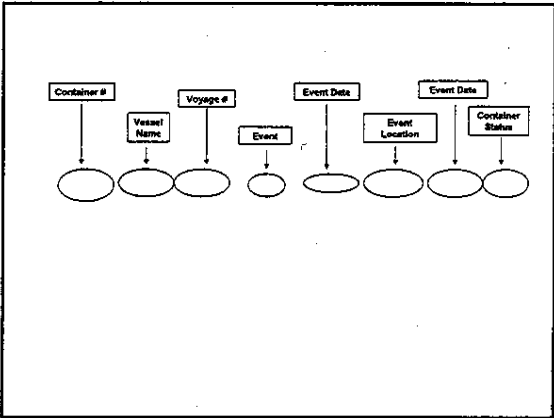 Container #
Vessel
Name
Voyage #
Event
Event Date
Event
Location
Event Date
Container
Status